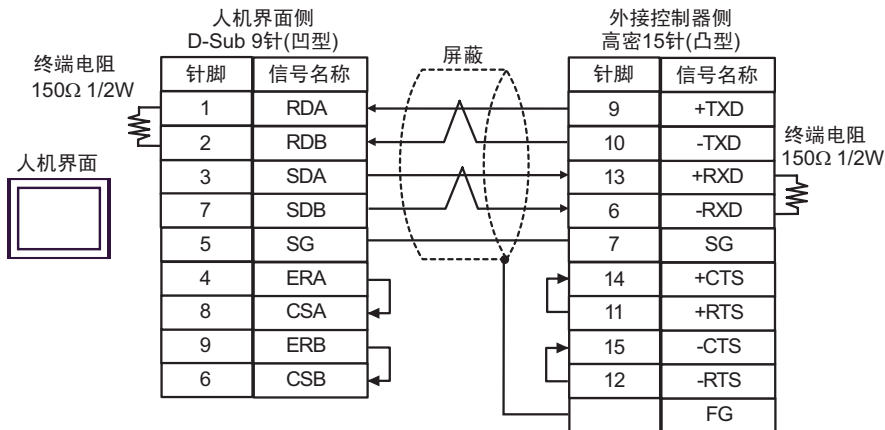 人机界面侧
D-Sub 9针(凹型)
外接控制器侧
高密15针(凸型)
屏蔽
终端电阻
150Ω 1/2W
人机界面
针脚 信号名称
1 RDA
2 RDB
3 SDA
7 SDB
5 SG
4 ERA
8 CSA
9 ERB
6 CSB
针脚 信号名称
9 +TXD
10 -TXD
13 +RXD
6 -RXD
7 SG
14 +CTS
11 +RTS
15 -CTS
12 -RTS
FG
终端电阻
150Ω 1/2W